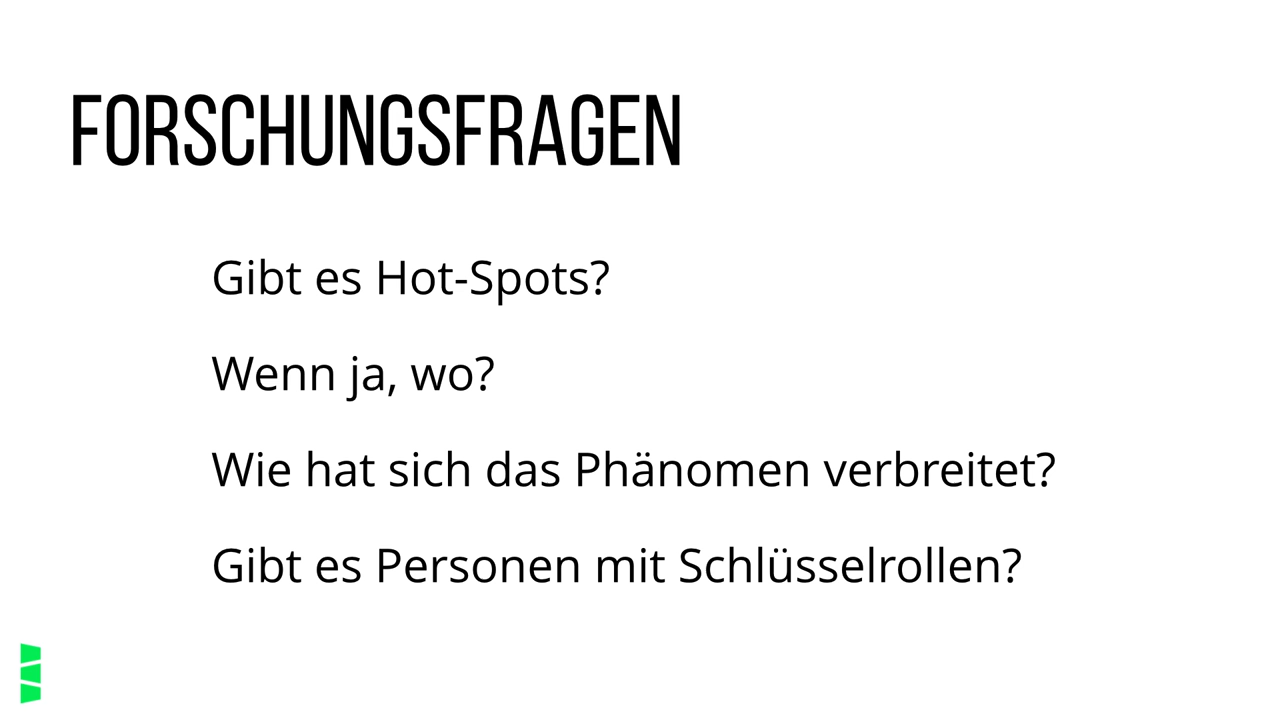 FORSCHUNGSFRAGEN
Gibt es Hot-Spots?
Wenn ja, wo?
Wie hat sich das Phänomen verbreitet?
Gibt es Personen mit Schlüsselrollen?